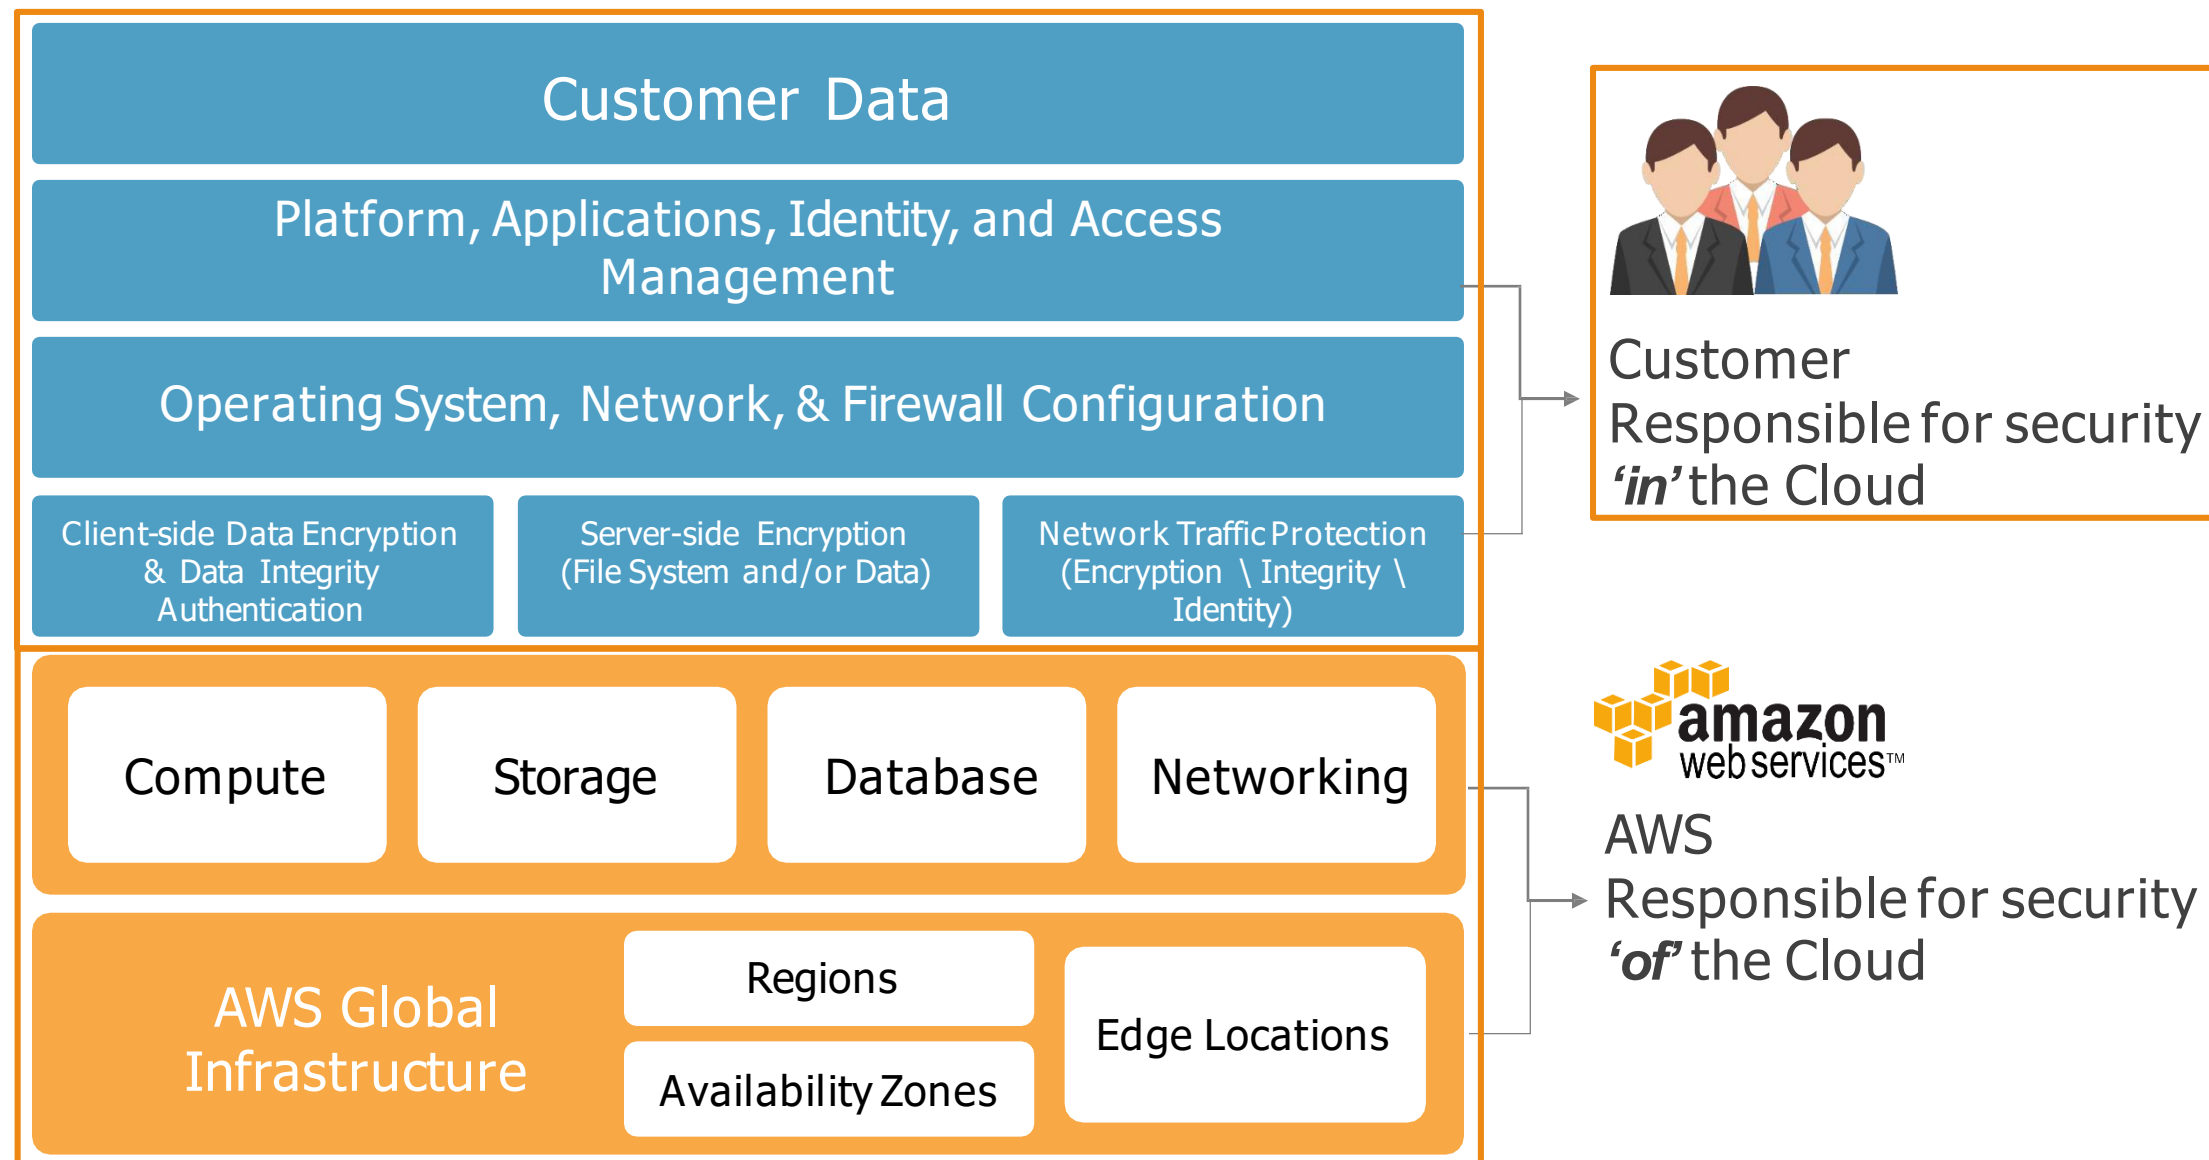 Customer Data
Platform, Applications, Identity, and Access
Management
Operating System, Network, & Firewall Configuration
Client-side Data Encryption
& Data Integrity
Authentication
Server-side Encryption
(File System and/or Data)
Network Traffic Protection
(Encryption \ Integrity \
Identity)
Customer
Responsible for security
‘in’ the Cloud
Compute
Storage
Database
Networking
amazon
web services™
AWS
Responsible for security
‘of’ the Cloud
AWS Global
Infrastructure
Regions
Availability Zones
Edge Locations